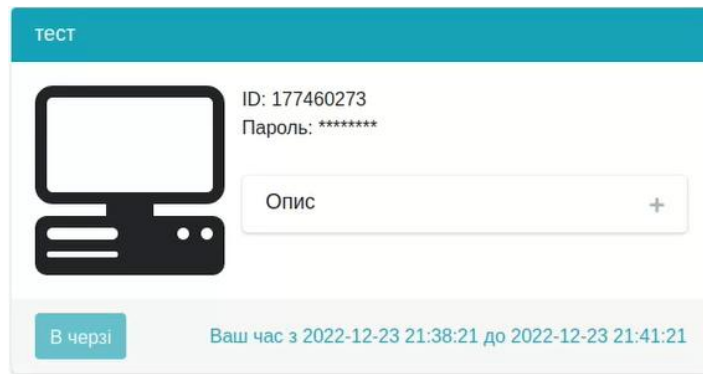 тест
ID: 177460273
Пароль: ********
Опис
+
В черзі
Ваш час з 2022-12-23 21:38:21 до 2022-12-23 21:41:21